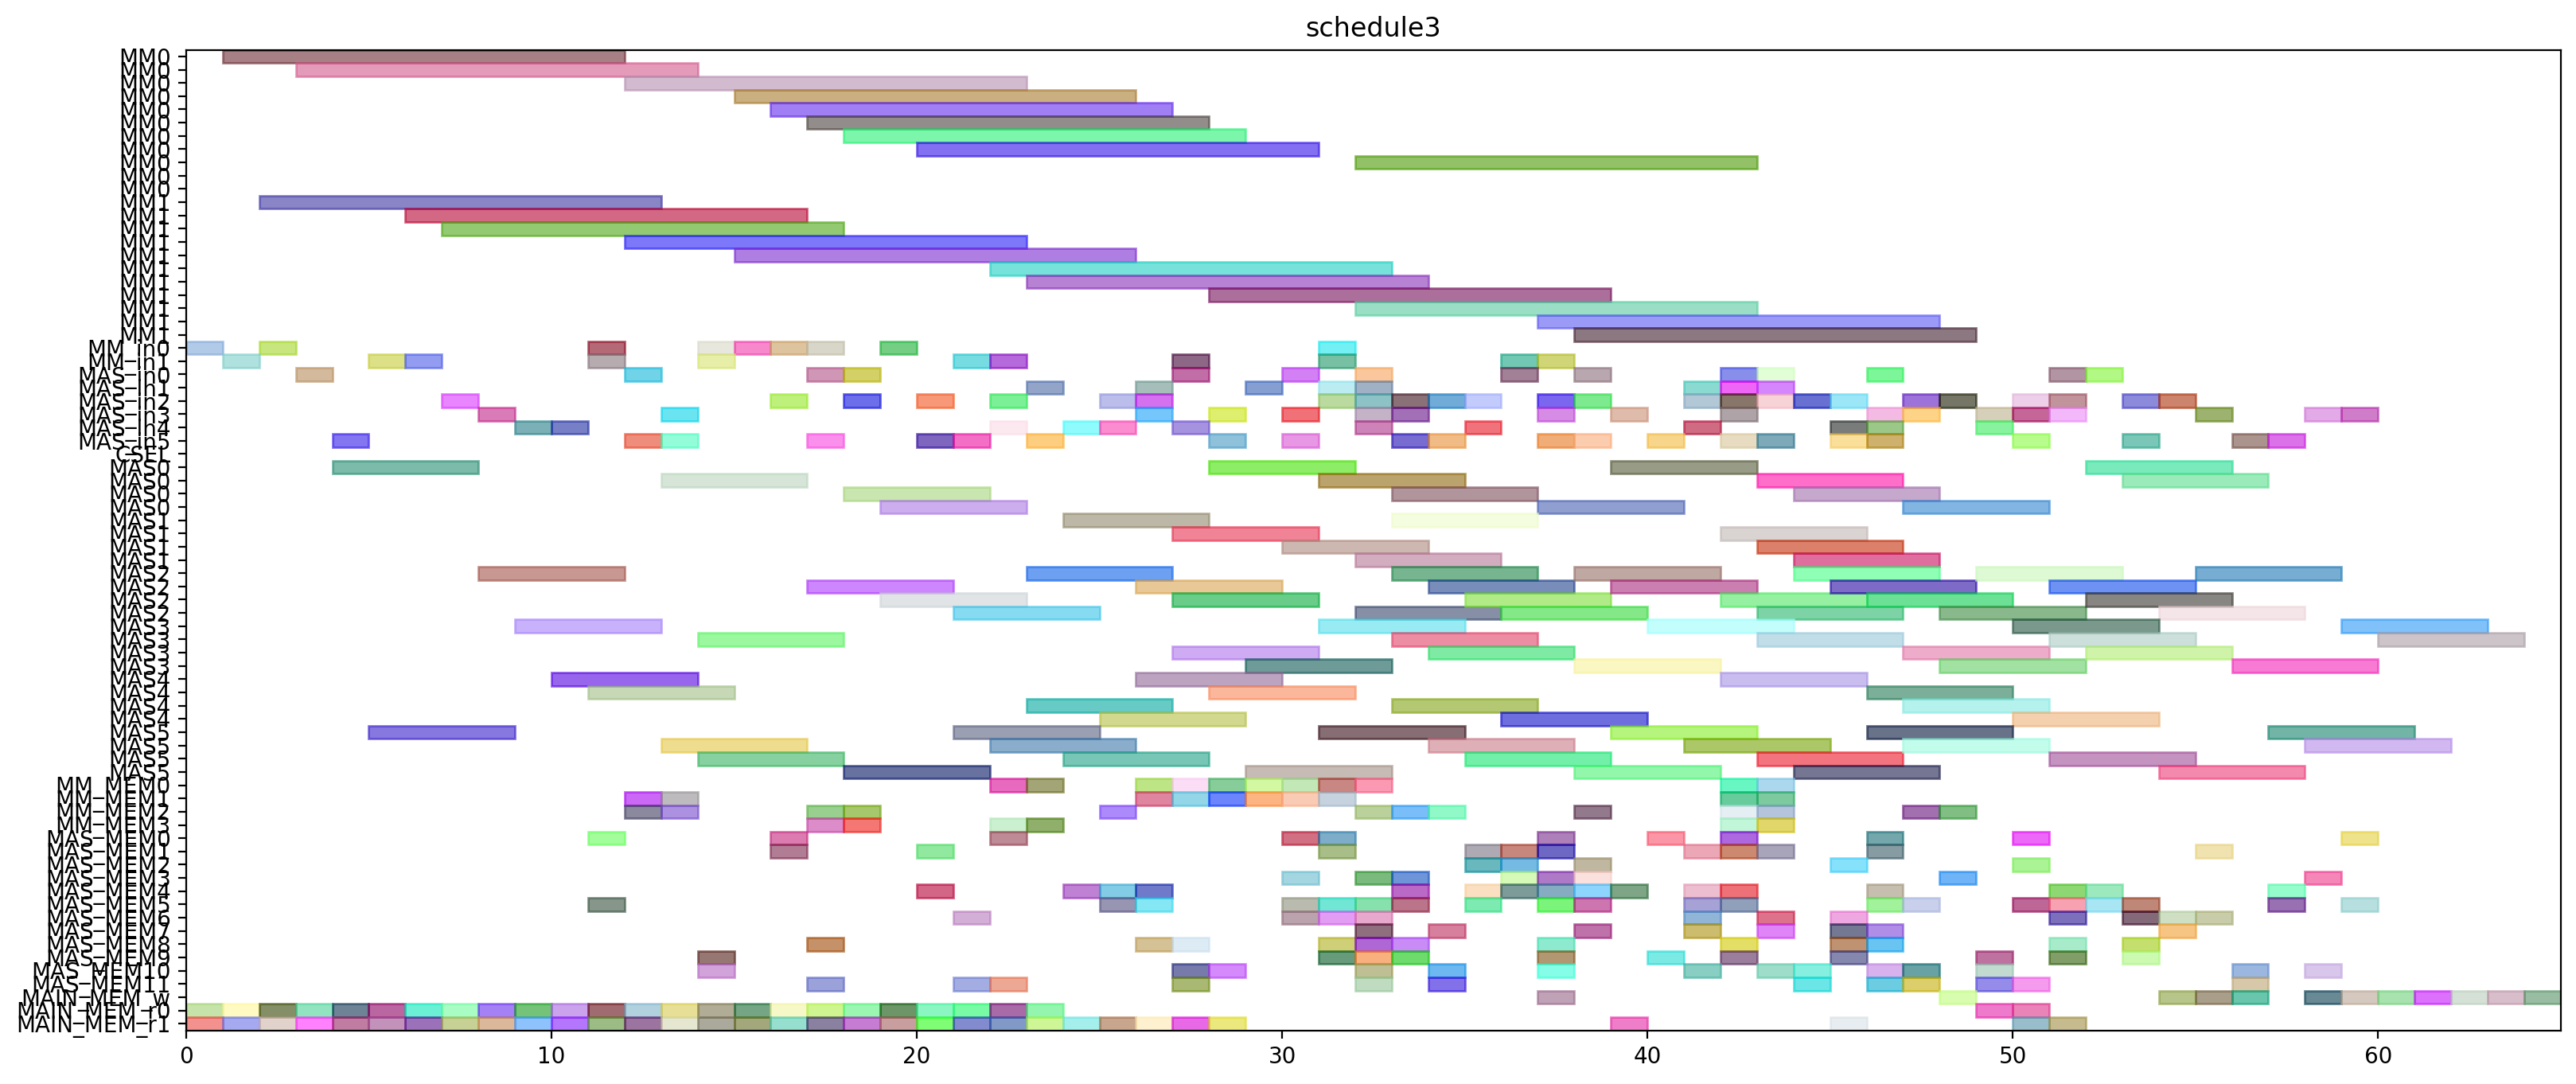 schedule3
MM0
MM0
MM0
MM0
MM0
MM0
MM0
MM0
MM0
MM0
MM0
MM1
MM1
MM1
MM1
MM1
MM1
MM1
MM1
MM1
MM1
MM1
MM_in0
MM_in1
MAS_in0
MAS_in1
MAS_in2
MAS_in3
MAS_in4
MAS_in5
CSEL
MAS0
MAS0
MAS0
MAS0
MAS1
MAS1
MAS1
MAS1
MAS2
MAS2
MAS2
MAS2
MAS3
MAS3
MAS3
MAS3
MAS4
MAS4
MAS4
MAS4
MAS5
MAS5
MAS5
MAS5
MM_MEM0
MM_MEM1
MM_MEM2
MM_MEM3
MAS_MEM0
MAS_MEM1
MAS_MEM2
MAS_MEM3
MAS_MEM4
MAS_MEM5
MAS_MEM6
MAS_MEM7
MAS_MEM8
MAS_MEM9
MAS_MEM10
MAS_MEM11
MAIN_MEM_w
MAIN_MEM_r0
MAIN_MEM_r1
0 10 20 30 40 50 60